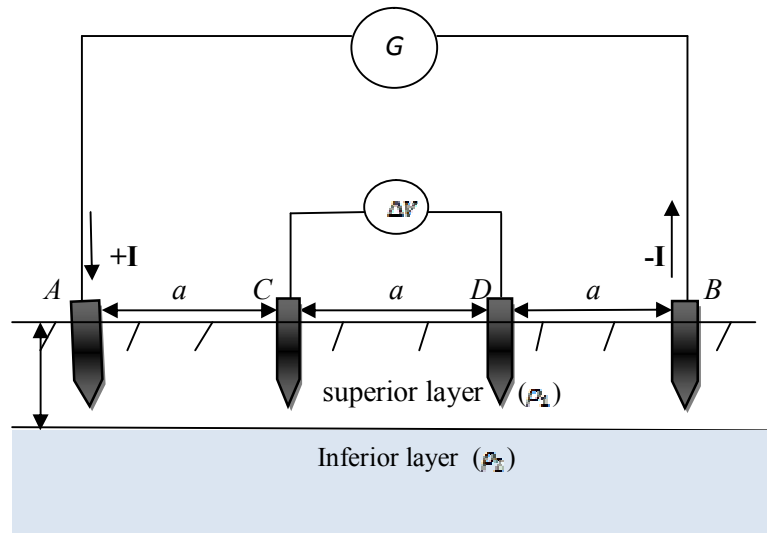 G
ΔV
+I
-I
A a C a D a B
superior layer (ρ₁)
Inferior layer (ρ₂)